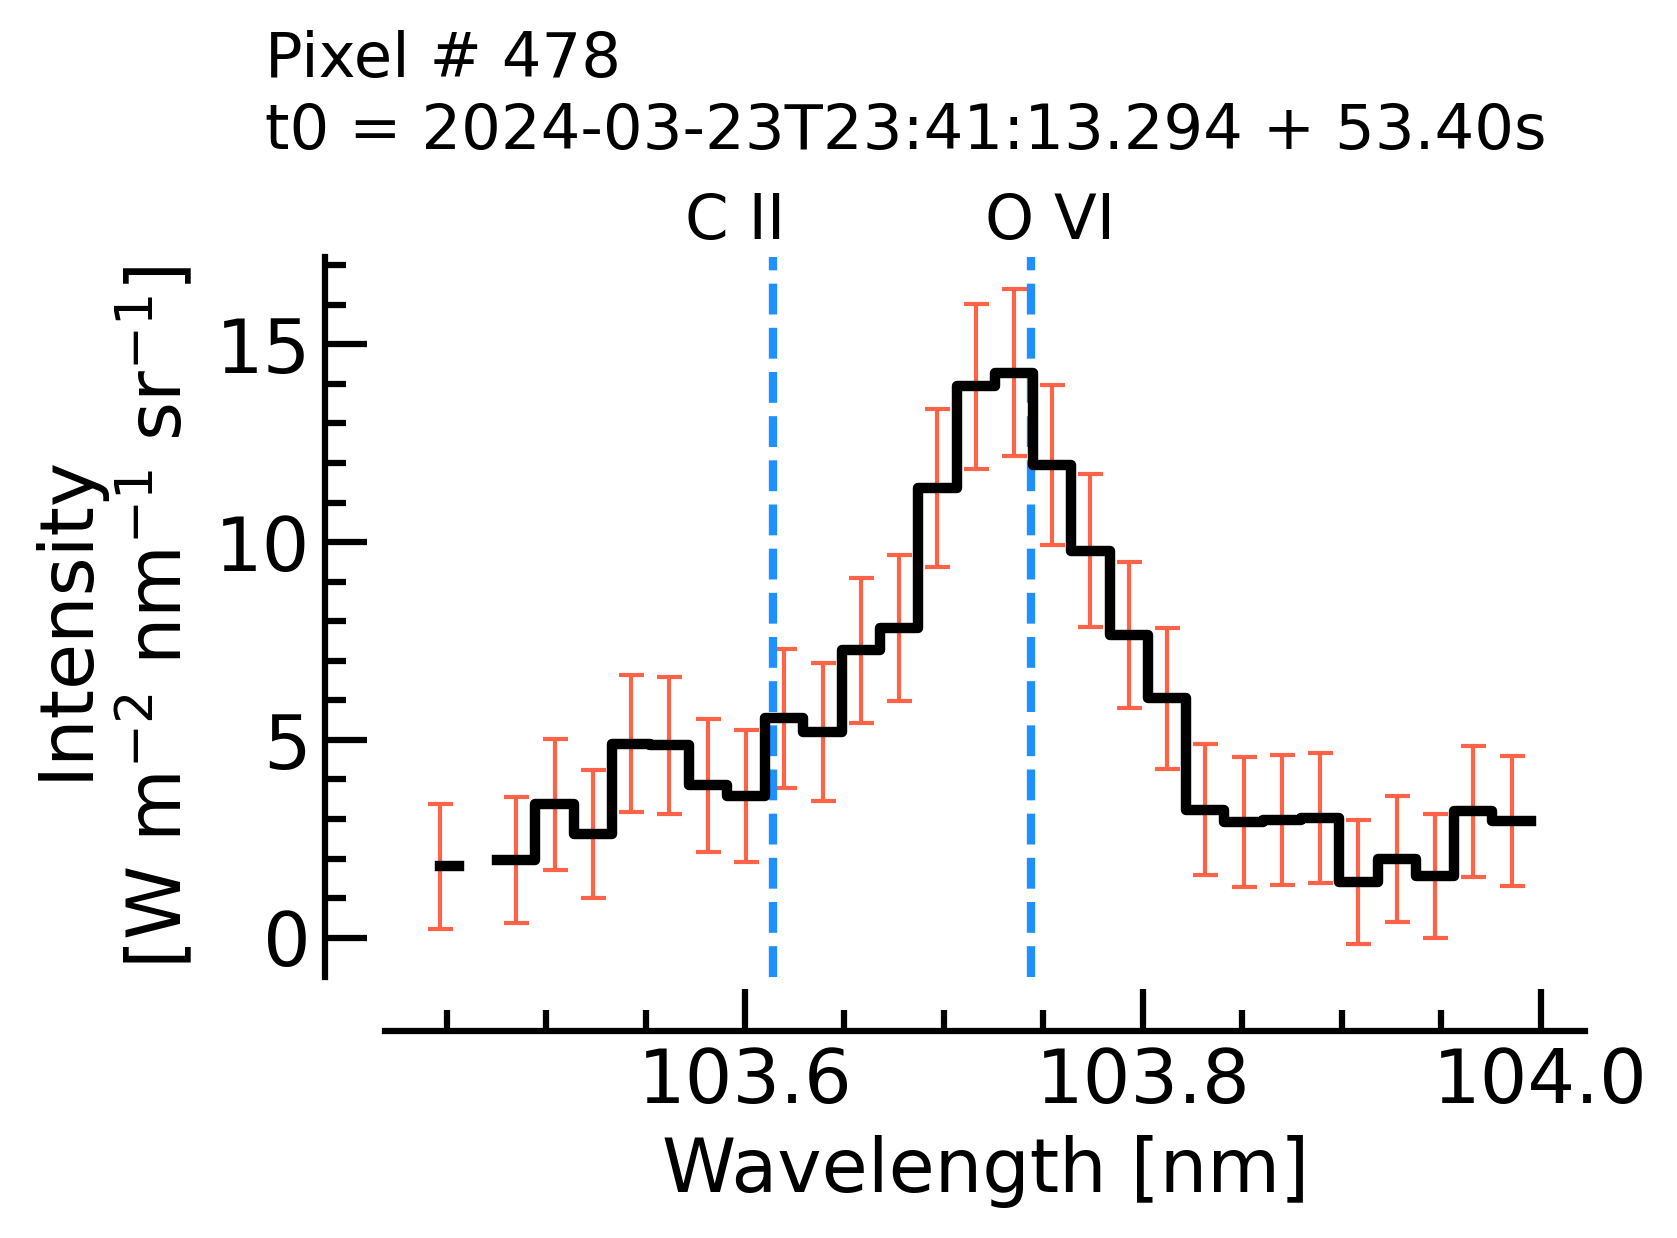 Pixel # 478
t0 = 2024-03-23T23:41:13.294 + 53.40s
C II O VI
Intensity
[W m⁻² nm⁻¹ sr⁻¹]
15
10
5
0
103.6 103.8 104.0
Wavelength [nm]